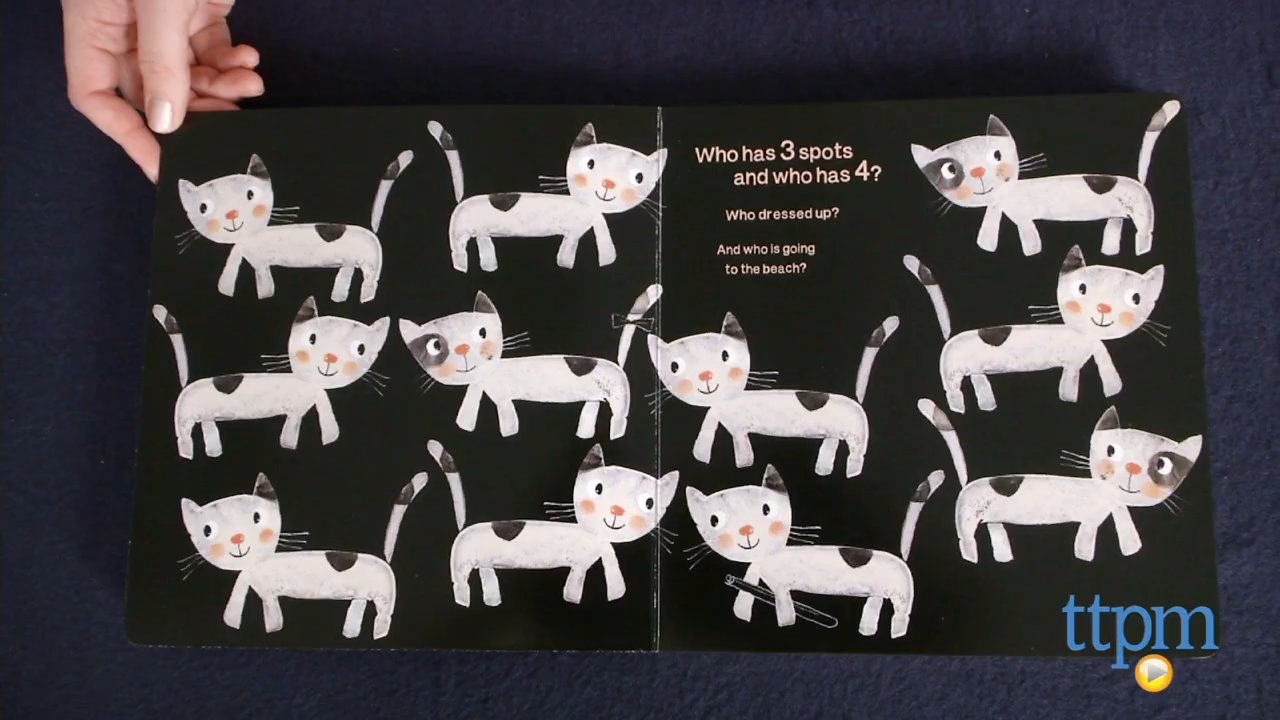 Who has 3 spots
and who has 4?
Who dressed up?
And who is going
to the beach?
ttpm